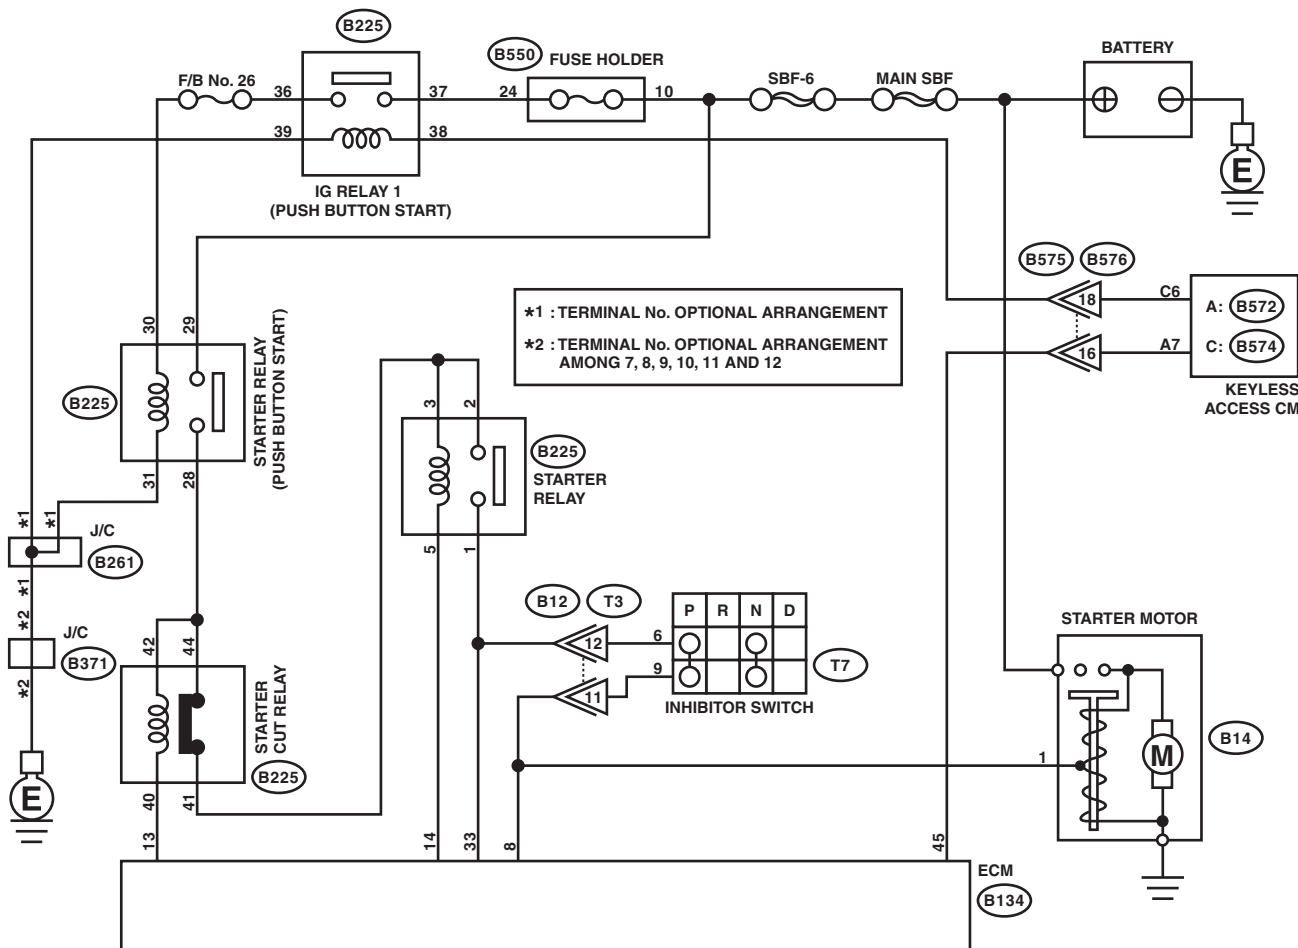 B225
B550 FUSE HOLDER
BATTERY
F/B No. 26
SBF-6
MAIN SBF
36
37
24
10
39
38
E
IG RELAY 1
(PUSH BUTTON START)
B575
B576
*1 : TERMINAL No. OPTIONAL ARRANGEMENT
*2 : TERMINAL No. OPTIONAL ARRANGEMENT
AMONG 7, 8, 9, 10, 11 AND 12
18
C6
A: B572
16
A7
C: B574
KEYLESS
ACCESS CM
30
29
B225
STARTER RELAY
(PUSH BUTTON START)
31
28
3
2
B225
STARTER
RELAY
5
1
*1
*1
J/C
B261
*1
*2
J/C
B371
*2
E
42
44
STARTER
CUT RELAY
B225
40
41
B12
T3
P R N D
12
6
11
9
T7
INHIBITOR SWITCH
STARTER MOTOR
1
M
B14
13
14
33
8
45
ECM
B134